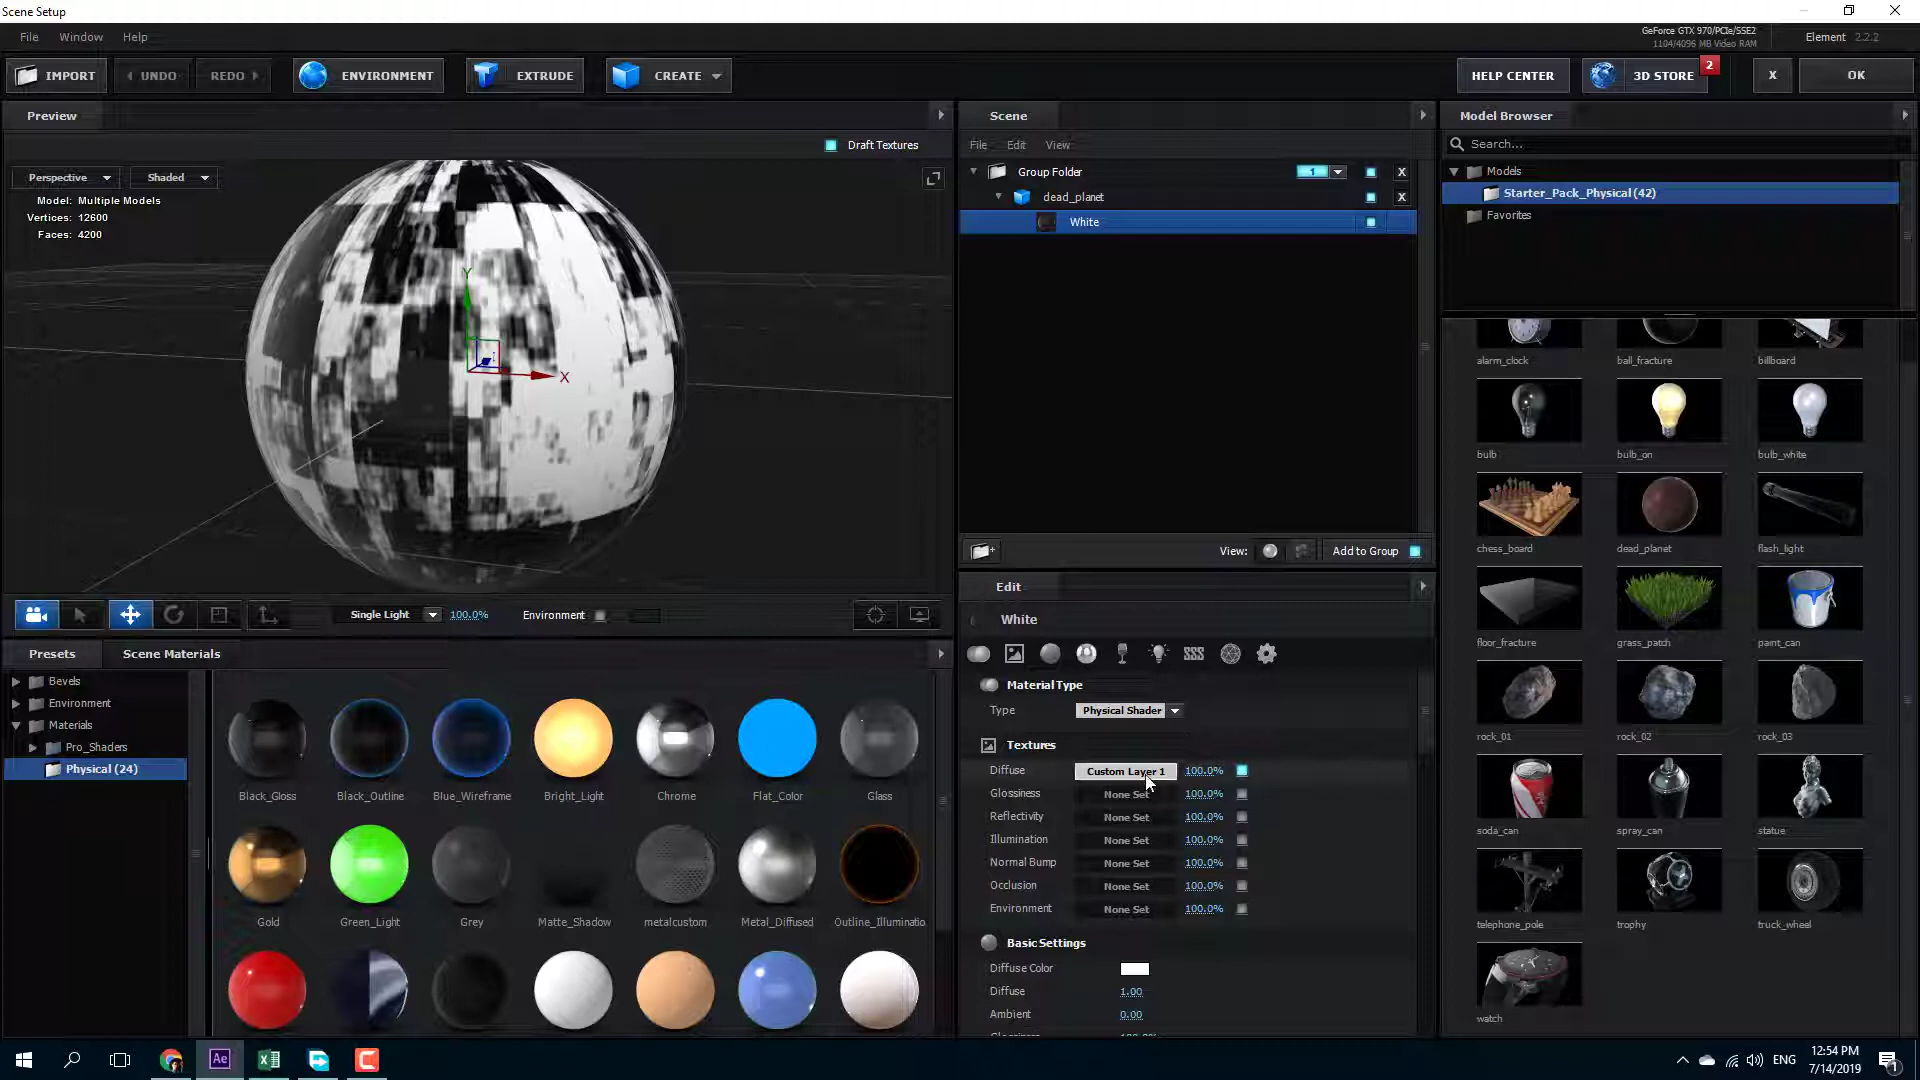 Scene Setup
File Window Help
GeForce GTX 970/PCIe/SSE2
1104/4096 MB Video RAM
Element 2.2.2
IMPORT UNDO REDO ENVIRONMENT EXTRUDE CREATE HELP CENTER 3D STORE 2 X OK
Preview
Draft Textures
Perspective Shaded
Model: Multiple Models
Vertices: 12600
Faces: 4200
Y
X
Single Light 100.0% Environment
Scene
File Edit View
Group Folder 1 X
dead_planet X
White
View: Add to Group
Model Browser
Search...
Models
Starter_Pack_Physical (42)
Favorites
alarm_clock ball_fracture billboard
bulb bulb_on bulb_white
chess_board dead_planet flash_light
floor_fracture grass_patch paint_can
rock_01 rock_02 rock_03
soda_can spray_can statue
telephone_pole trophy truck_wheel
watch
Presets Scene Materials
Bevels
Environment
Materials
Pro_Shaders
Physical (24)
Black_Gloss Black_Outline Blue_Wireframe Bright_Light Chrome Flat_Color Glass
Gold Green_Light Grey Matte_Shadow metalcustom Metal_Diffused Outline_Illuminatio
Edit
White
Material Type
Type Physical Shader
Textures
Diffuse Custom Layer 1 100.0%
Glossiness None Set 100.0%
Reflectivity None Set 100.0%
Illumination None Set 100.0%
Normal Bump None Set 100.0%
Occlusion None Set 100.0%
Environment None Set 100.0%
Basic Settings
Diffuse Color
Diffuse 1.00
Ambient 0.00
Ae
ENG
12:54 PM
7/14/2019
1